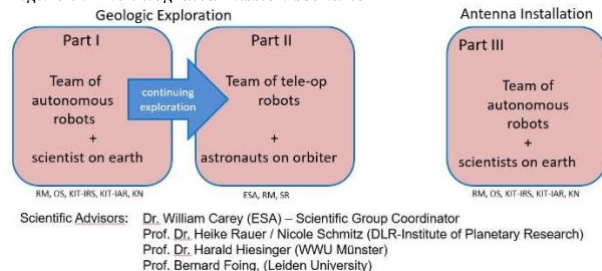 Geologic Exploration
Antenna Installation
Part I
Team of
autonomous
robots
+
scientist on earth
continuing
exploration
Part II
Team of tele-op
robots
+
astronauts on orbiter
Part III
Team of
autonomous
robots
+
scientists on earth
RM, OS, KIT-IRS, KIT-IAR, KN
ESA, RM, SR
RM, OS, KIT-IRS, KIT-IAR, KN
Scientific Advisors: Dr. William Carey (ESA) – Scientific Group Coordinator
Prof. Dr. Heike Rauer / Nicole Schmitz (DLR-Institute of Planetary Research)
Prof. Dr. Harald Hiesinger (WWU Münster)
Prof. Bernard Foing, (Leiden University)